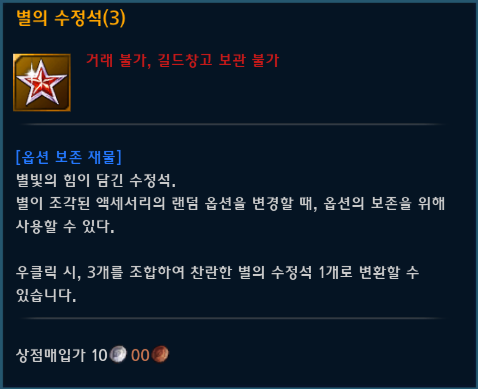 별의 수정석(3)
거래 불가, 길드창고 보관 불가
[옵션 보존 재물]
별빛의 힘이 담긴 수정석.
별이 조각된 액세서리의 랜덤 옵션을 변경할 때, 옵션의 보존을 위해
사용할 수 있다.
우클릭 시, 3개를 조합하여 찬란한 별의 수정석 1개로 변환할 수
있습니다.
상점매입가 10 00